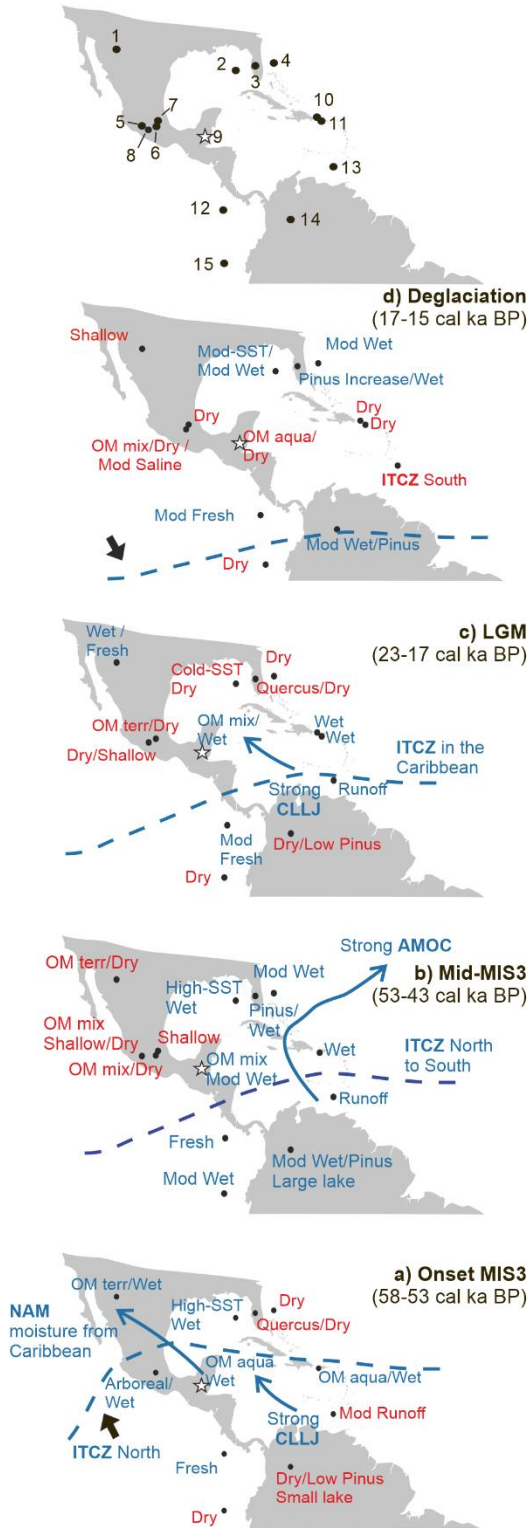 1
2
3
4
5
6
7
8
9
10
11
12
13
14
15
d) Deglaciation
(17-15 cal ka BP)
Shallow
Mod-SST/
Mod Wet
Mod Wet
Pinus Increase/Wet
Dry
OM mix/Dry /
Mod Saline
OM aqua/
Dry
Dry
Dry
ITCZ South
Mod Fresh
Mod Wet/Pinus
Dry
c) LGM
(23-17 cal ka BP)
Wet /
Fresh
Cold-SST
Dry
Dry
Quercus/Dry
OM terr/Dry
Dry/Shallow
OM mix/
Wet
Wet
Wet
ITCZ in the
Caribbean
Strong
CLLJ
Runoff
Mod
Fresh
Dry/Low Pinus
Dry
Strong AMOC
b) Mid-MIS3
(53-43 cal ka BP)
OM terr/Dry
High-SST
Wet
Mod Wet
Pinus/
Wet
OM mix
Shallow/Dry
OM mix/Dry
Shallow
OM mix
Mod Wet
Wet
ITCZ North
to South
Runoff
Fresh
Mod Wet/Pinus
Large lake
Mod Wet
a) Onset MIS3
(58-53 cal ka BP)
OM terr/Wet
NAM
moisture from
Caribbean
High-SST
Wet
Dry
Quercus/Dry
Arboreal/
Wet
OM aqua
Wet
OM aqua/Wet
ITCZ North
Strong
CLLJ
Mod Runoff
Fresh
Dry/Low Pinus
Small lake
Dry